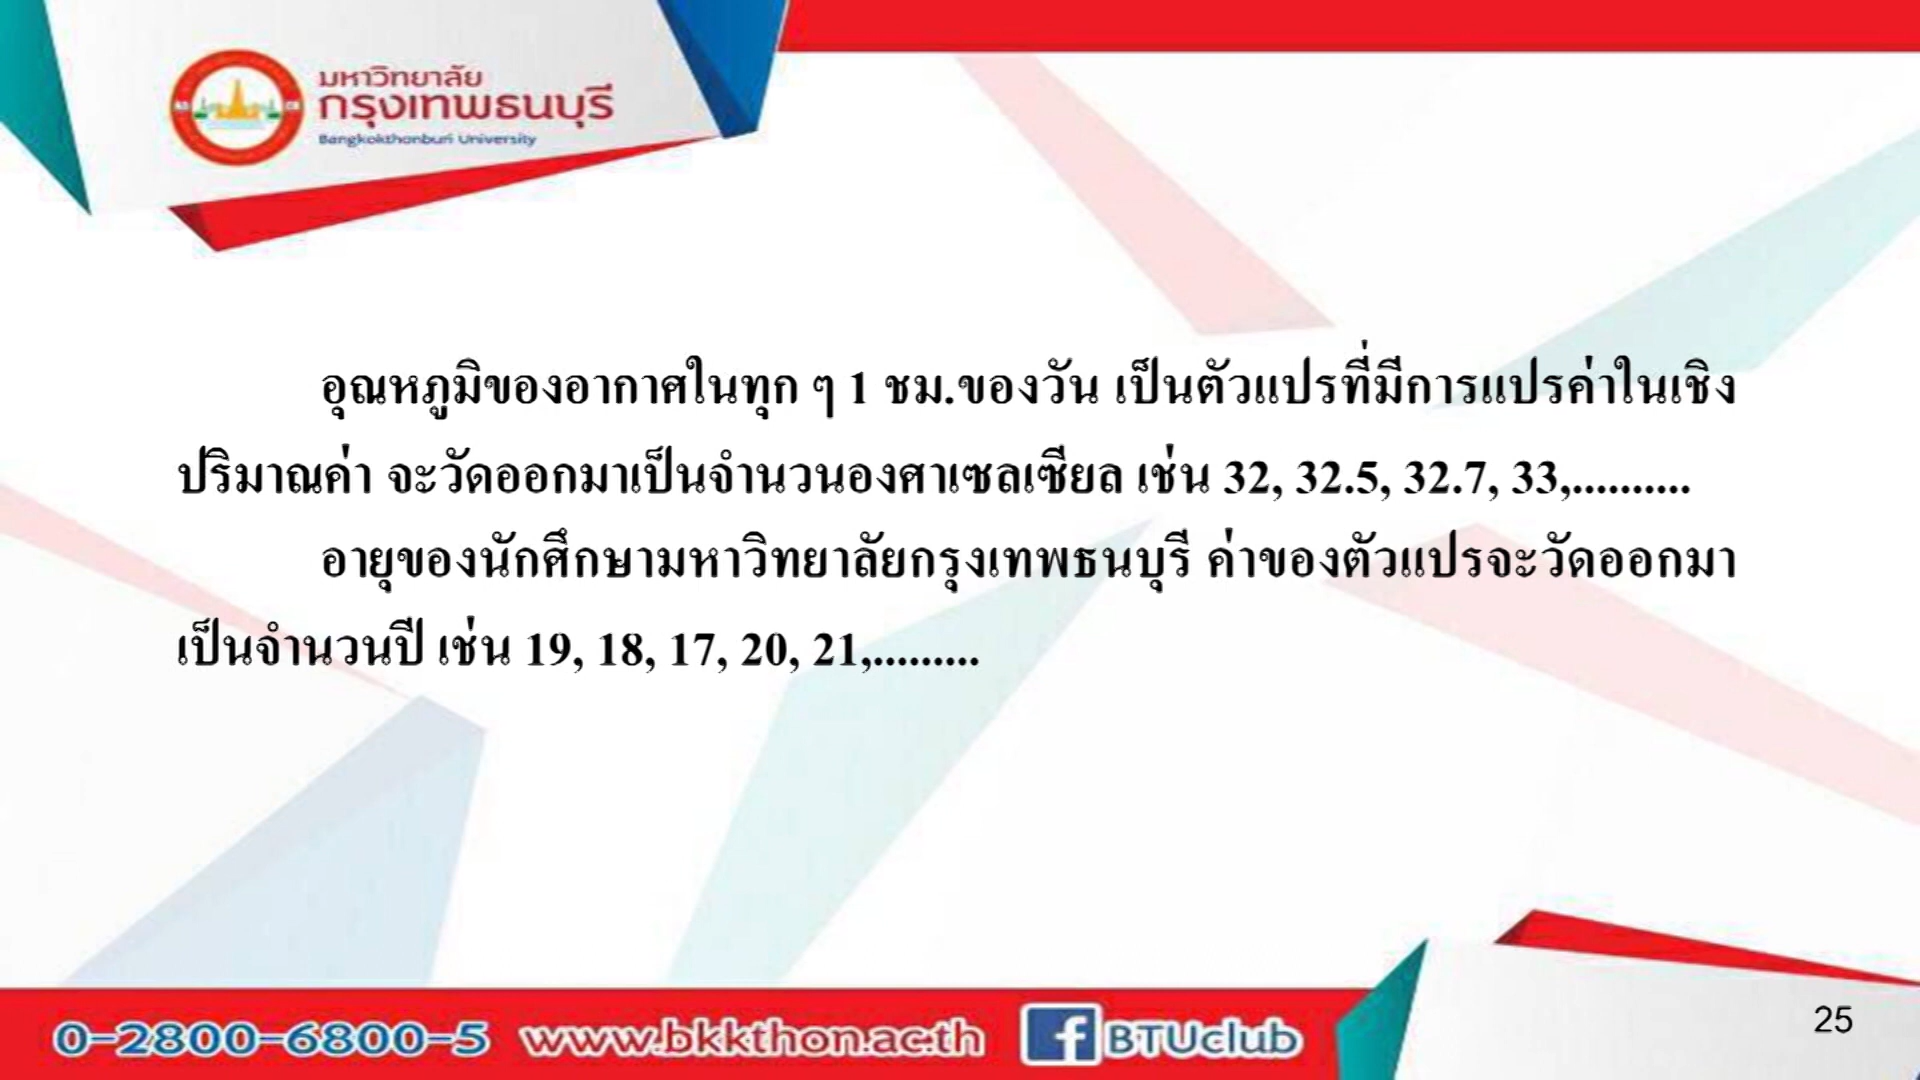 มหาวิทยาลัย
กรุงเทพธนบุรี
Bangkokthonburi University
อุณหภูมิของอากาศในทุก ๆ 1 ชม.ของวัน เป็นตัวแปรที่มีการแปรค่าในเชิง
ปริมาณค่า จะวัดออกมาเป็นจำนวนองศาเซลเซียล เช่น 32, 32.5, 32.7, 33,..........
อายุของนักศึกษามหาวิทยาลัยกรุงเทพธนบุรี ค่าของตัวแปรจะวัดออกมา
เป็นจำนวนปี เช่น 19, 18, 17, 20, 21,.........
0-2800-6800-5 www.bkkthon.ac.th f BTUclub
25